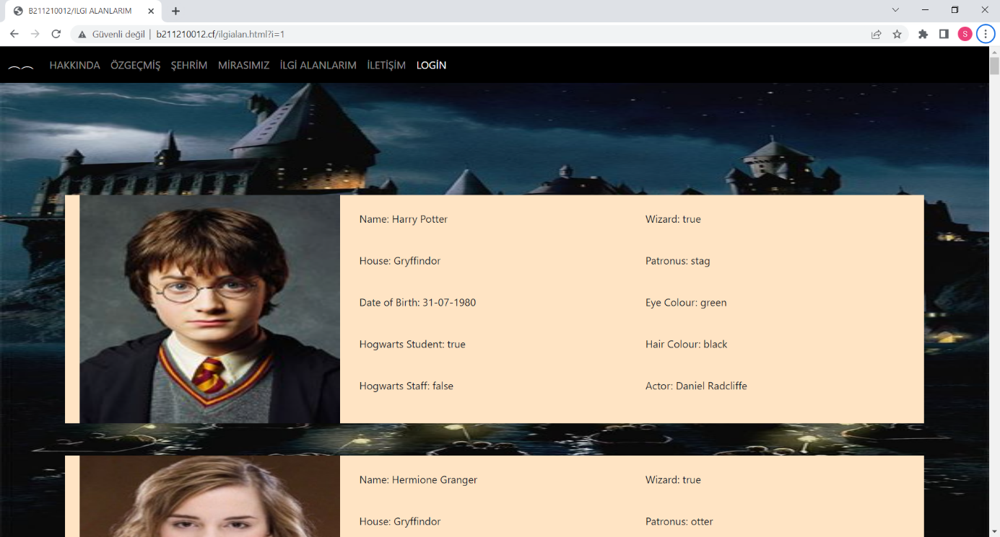 B211210012/ILGI ALANLARIM
Güvenli değil | b211210012.cf/ilgialan.html?i=1
S
HAKKINDA ÖZGEÇMİŞ ŞEHRİM MİRASIMIZ İLGİ ALANLARIM İLETİŞİM LOGİN
Name: Harry Potter Wizard: true
House: Gryffindor Patronus: stag
Date of Birth: 31-07-1980 Eye Colour: green
Hogwarts Student: true Hair Colour: black
Hogwarts Staff: false Actor: Daniel Radcliffe
Name: Hermione Granger Wizard: true
House: Gryffindor Patronus: otter